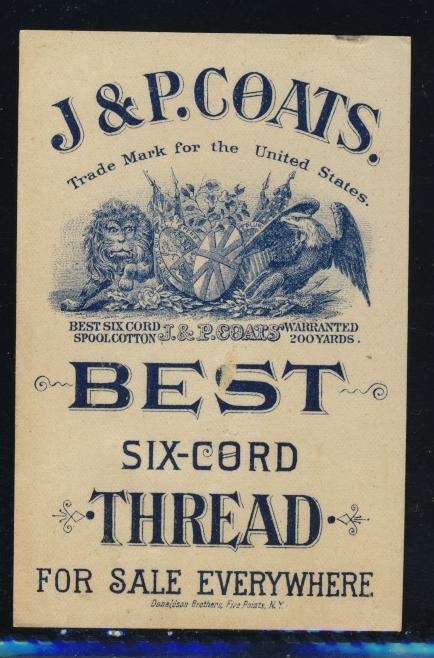 J & P. COATS.
Trade Mark for the United States.
BEST SIX CORD J. & P. COATS WARRANTED
SPOOL COTTON 200 YARDS.
BEST
SIX-CORD
THREAD
FOR SALE EVERYWHERE.
Donaldson Brothers, Five Points, N.Y.